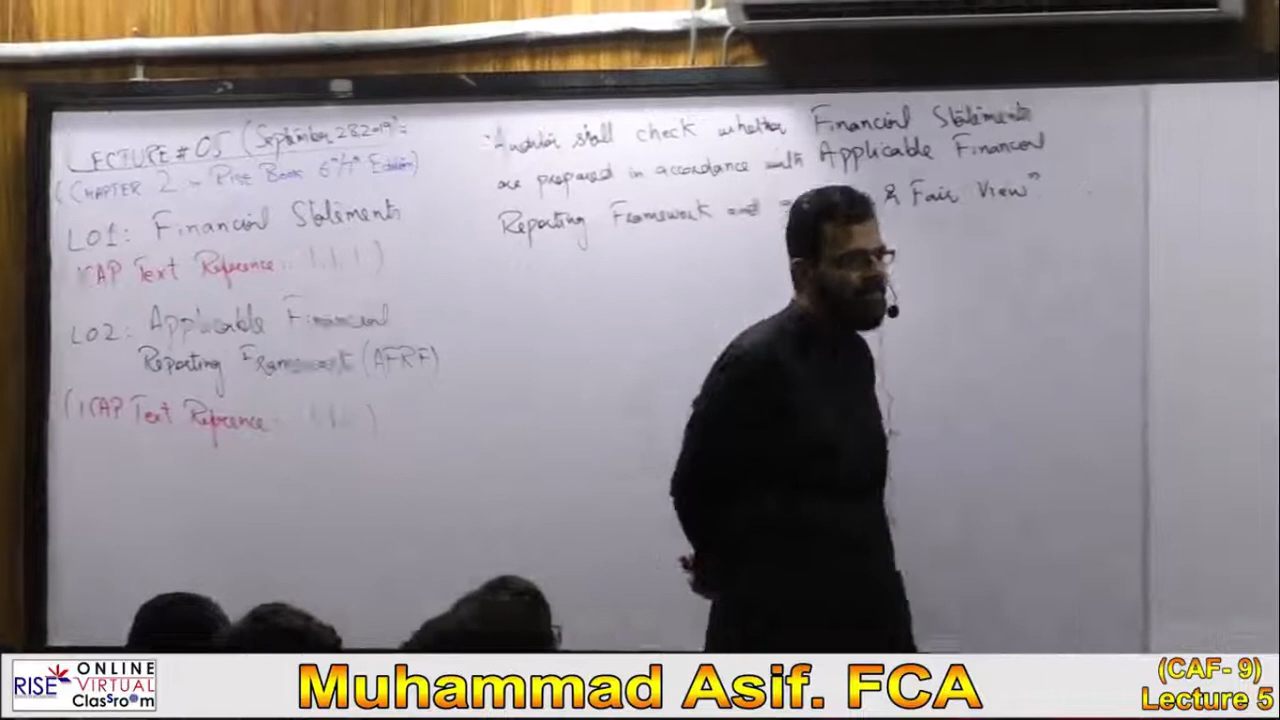 LECTURE # 05 (September 28, 2019):
(CHAPTER 2 - RISE Book 6th/7th Edition)
LO1: Financial Statements
ICAP Text Reference
LO2: Applicable Financial
Reporting Framework (AFRF)
(ICAP Text Reference
"Auditor shall check whether Financial Statements
are prepared in accordance with Applicable Financial
Reporting Framework and & Fair View"
RISE ONLINE
VIRTUAL
Classroom
Muhammad Asif. FCA
(CAF- 9)
Lecture 5